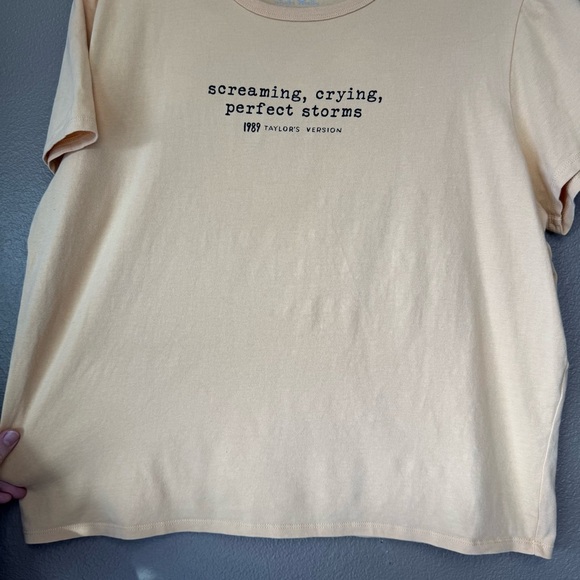 screaming, crying,
perfect storms
1989 TAYLOR'S VERSION